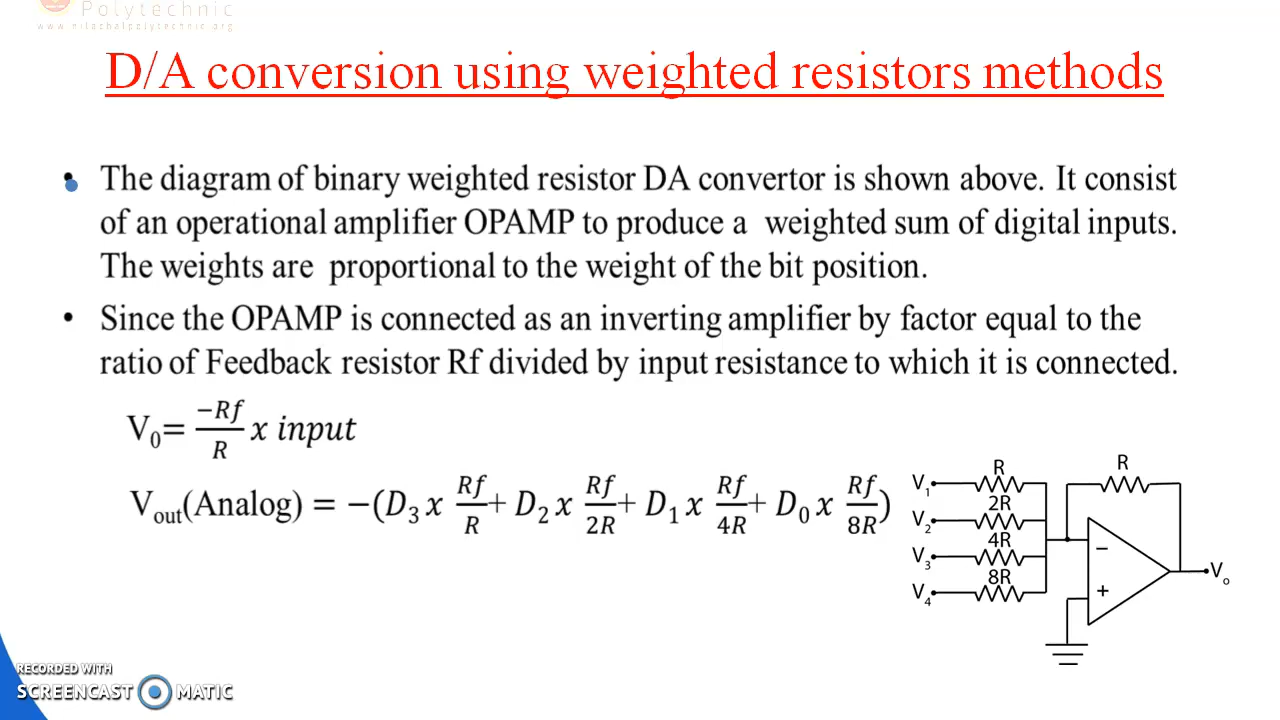 Polytechnic
www.nilachalpolytechnic.org
D/A conversion using weighted resistors methods
• The diagram of binary weighted resistor DA convertor is shown above. It consist
of an operational amplifier OPAMP to produce a weighted sum of digital inputs.
The weights are proportional to the weight of the bit position.
• Since the OPAMP is connected as an inverting amplifier by factor equal to the
ratio of Feedback resistor Rf divided by input resistance to which it is connected.
V₀= −Rf/R x input
Vout(Analog) = −(D₃ x Rf/R + D₂ x Rf/2R + D₁ x Rf/4R + D₀ x Rf/8R)
R
R
V₁
2R
V₂
4R
V₃
8R
V₄
−
+
Vo
RECORDED WITH
SCREENCAST MATIC